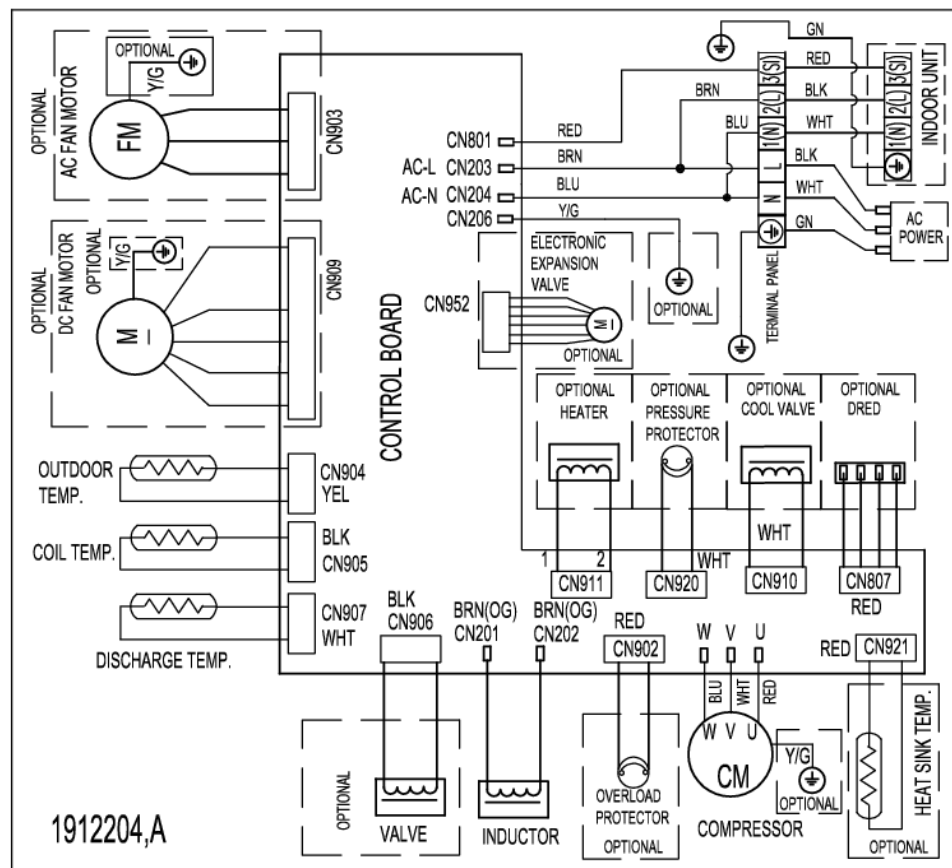 OPTIONAL
Y/G
OPTIONAL
AC FAN MOTOR
FM
CN903
OPTIONAL
DC FAN MOTOR
OPTIONAL
Y/G
M
CN909
CONTROL BOARD
CN801
RED
AC-L CN203
BRN
AC-N CN204
BLU
CN206
Y/G
BRN
BLU
GN
RED
BLK
WHT
3(SI)
2(L)
1(N)
L
N
TERMINAL PANEL
3(SI)
2(L)
1(N)
INDOOR UNIT
BLK
WHT
GN
AC
POWER
ELECTRONIC
EXPANSION
VALVE
CN952
M
OPTIONAL
OPTIONAL
OPTIONAL
HEATER
OPTIONAL
PRESSURE
PROTECTOR
OPTIONAL
COOL VALVE
OPTIONAL
DRED
1
2
CN911
WHT
CN920
WHT
CN910
CN807
RED
OUTDOOR
TEMP.
CN904
YEL
COIL TEMP.
BLK
CN905
DISCHARGE TEMP.
CN907
WHT
BLK
CN906
BRN(OG)
CN201
BRN(OG)
CN202
RED
CN902
W
V
U
BLU
WHT
RED
W V U
CM
COMPRESSOR
Y/G
OPTIONAL
RED
CN921
HEAT SINK TEMP.
OPTIONAL
OPTIONAL
VALVE
INDUCTOR
OVERLOAD
PROTECTOR
OPTIONAL
1912204,A